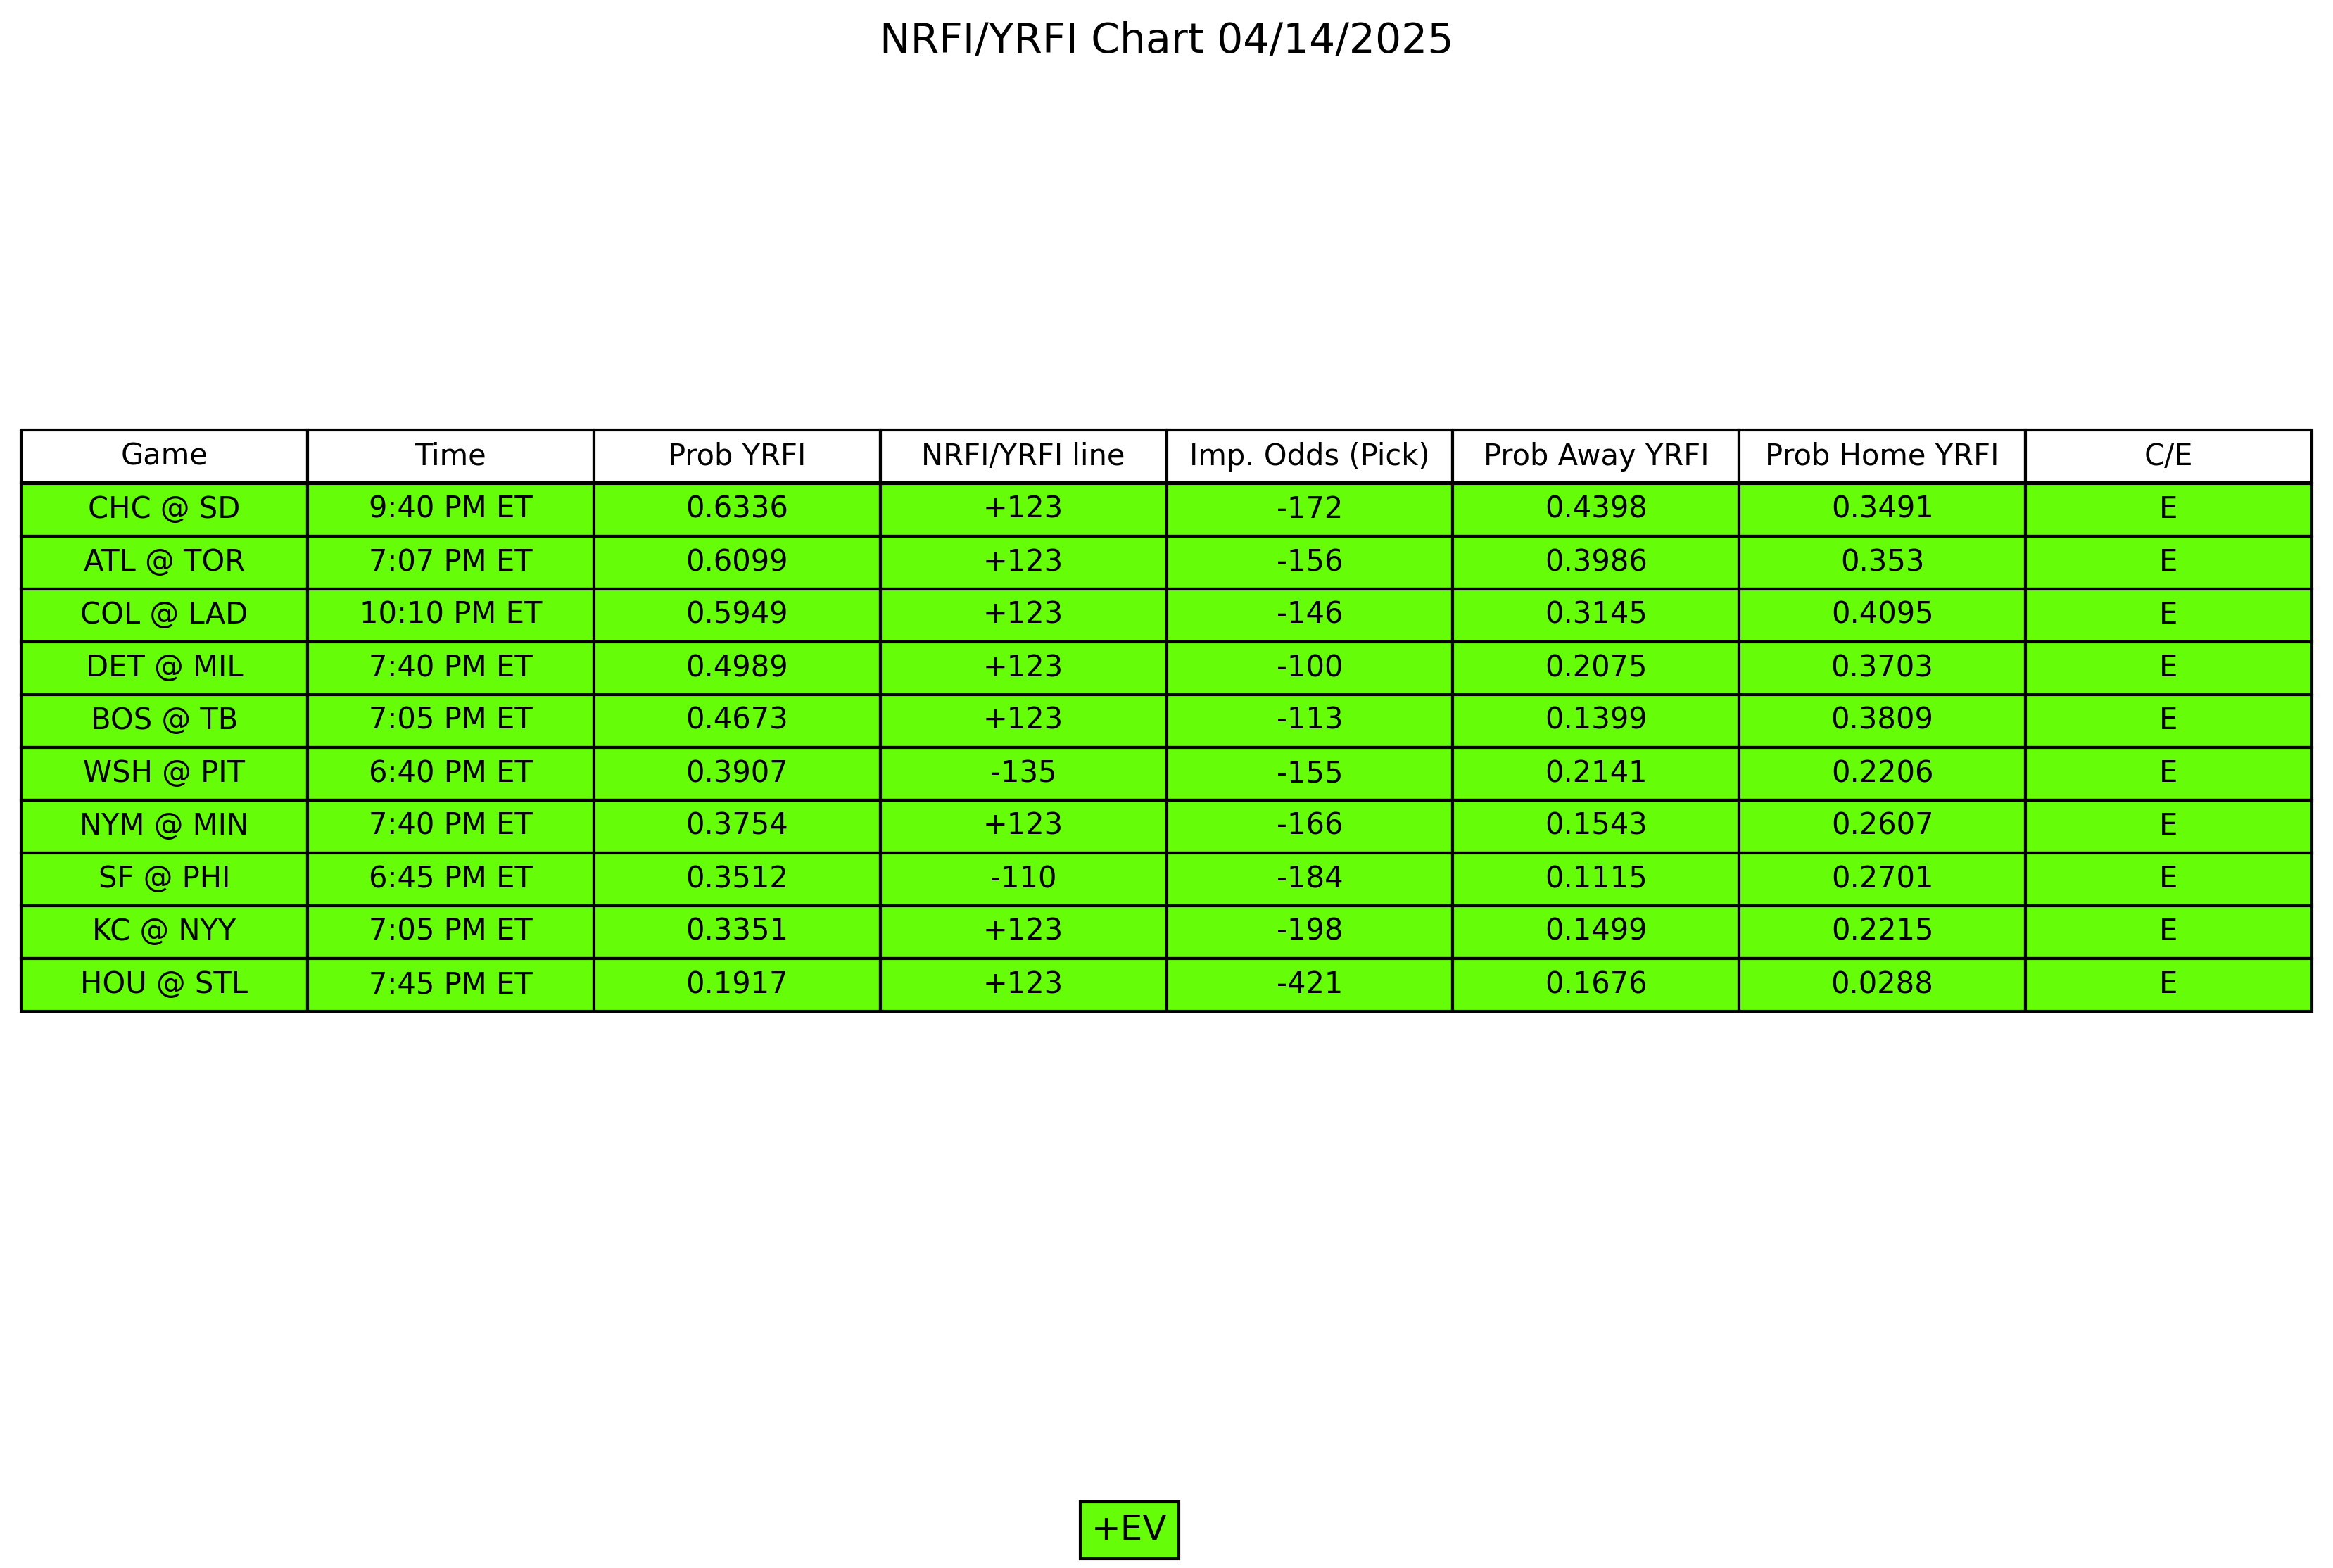 NRFI/YRFI Chart 04/14/2025
Game Time Prob YRFI NRFI/YRFI line Imp. Odds (Pick) Prob Away YRFI Prob Home YRFI C/E
CHC @ SD 9:40 PM ET 0.6336 +123 -172 0.4398 0.3491 E
ATL @ TOR 7:07 PM ET 0.6099 +123 -156 0.3986 0.353 E
COL @ LAD 10:10 PM ET 0.5949 +123 -146 0.3145 0.4095 E
DET @ MIL 7:40 PM ET 0.4989 +123 -100 0.2075 0.3703 E
BOS @ TB 7:05 PM ET 0.4673 +123 -113 0.1399 0.3809 E
WSH @ PIT 6:40 PM ET 0.3907 -135 -155 0.2141 0.2206 E
NYM @ MIN 7:40 PM ET 0.3754 +123 -166 0.1543 0.2607 E
SF @ PHI 6:45 PM ET 0.3512 -110 -184 0.1115 0.2701 E
KC @ NYY 7:05 PM ET 0.3351 +123 -198 0.1499 0.2215 E
HOU @ STL 7:45 PM ET 0.1917 +123 -421 0.1676 0.0288 E
+EV